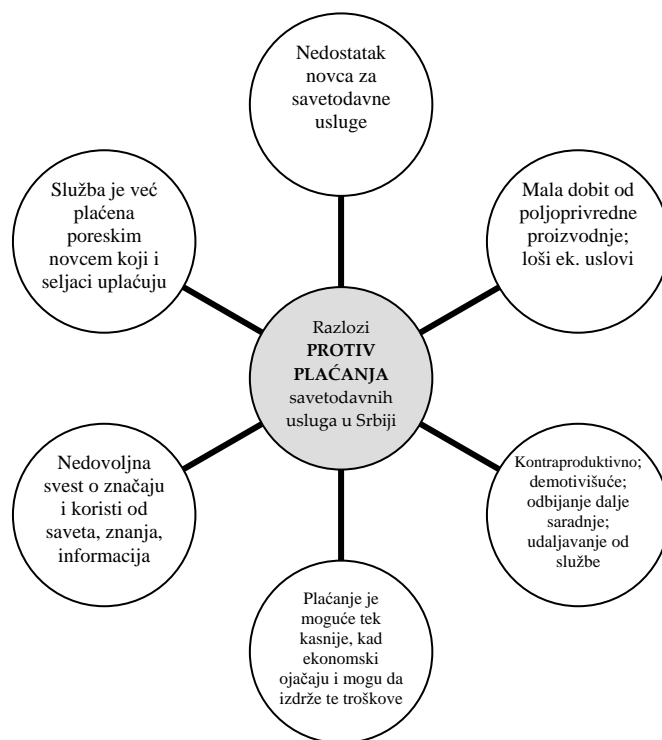 Nedostatak
novca za
savetodavne
usluge
Služba je već
plaćena
poreskim
novcem koji i
seljaci uplaćuju
Mala dobit od
poljoprivredne
proizvodnje;
loši ek. uslovi
Razlozi
PROTIV
PLAĆANJA
savetodavnih
usluga u Srbiji
Nedovoljna
svest o značaju
i koristi od
saveta, znanja,
informacija
Kontraproduktivno;
demotivišuće;
odbijanje dalje
saradnje;
udaljavanje od
službe
Plaćanje je
moguće tek
kasnije, kad
ekonomski
ojačaju i mogu da
izdrže te troškove